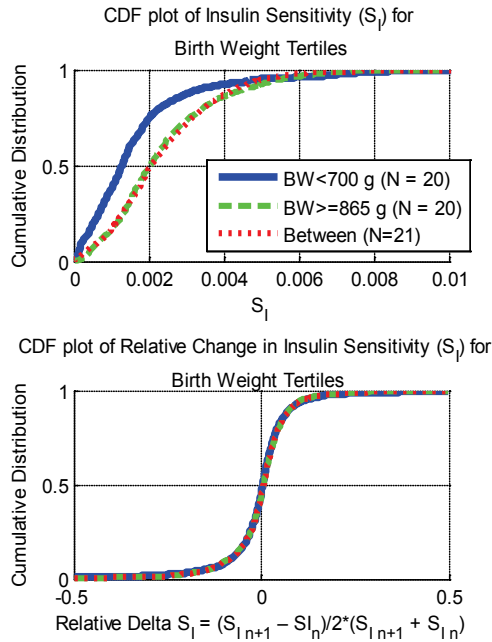 CDF plot of Insulin Sensitivity (S_I) for
Birth Weight Tertiles
Cumulative Distribution
1
0.5
0
BW<700 g (N = 20)
BW>=865 g (N = 20)
Between (N=21)
0 0.002 0.004 0.006 0.008 0.01
S_I
CDF plot of Relative Change in Insulin Sensitivity (S_I) for
Birth Weight Tertiles
Cumulative Distribution
1
0.5
0
-0.5 0 0.5
Relative Delta S_I = (S_{I n+1} – SI_n)/2*(S_{I n+1} + S_{I n})